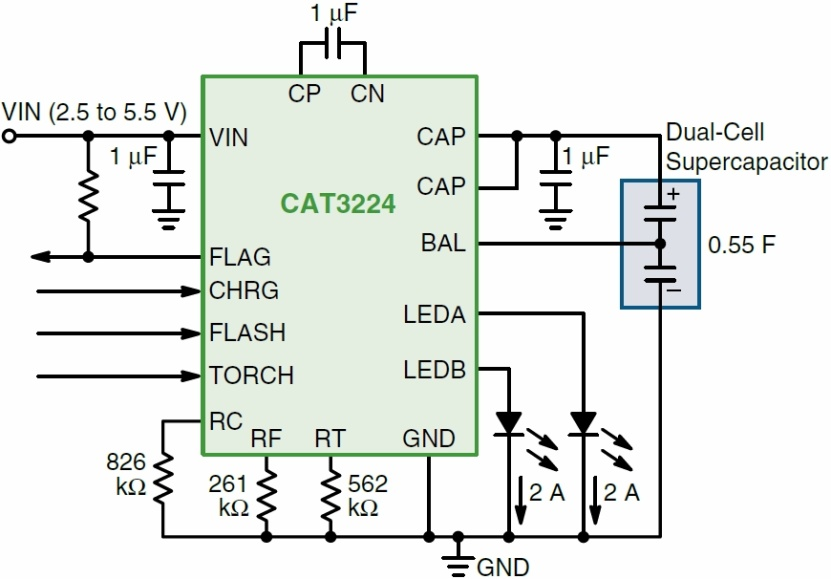 1 µF
CP
CN
VIN (2.5 to 5.5 V)
1 µF
VIN
CAP
1 µF
Dual-Cell
Supercapacitor
CAP
+
CAT3224
BAL
0.55 F
FLAG
–
CHRG
LEDA
FLASH
LEDB
TORCH
RC
RF
RT
GND
826
kΩ
261
kΩ
562
kΩ
2 A
2 A
GND